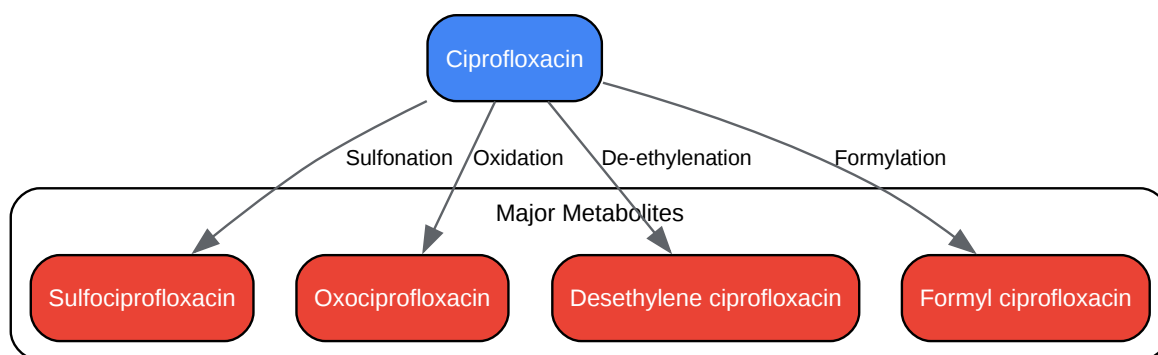 Ciprofloxacin
Sulfonation
Oxidation
De-ethylenation
Formylation
Major Metabolites
Sulfociprofloxacin
Oxociprofloxacin
Desethylene ciprofloxacin
Formyl ciprofloxacin